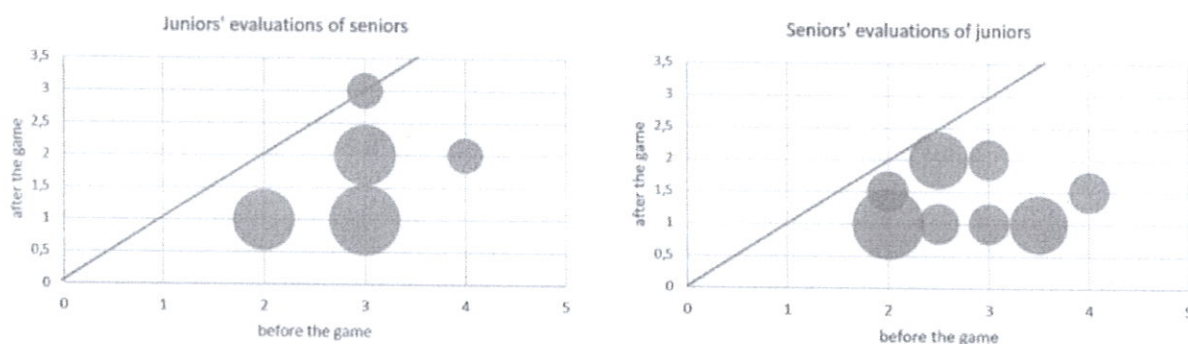 Juniors' evaluations of seniors
after the game
3,5
3
2,5
2
1,5
1
0,5
0
0 1 2 3 4 5
before the game
Seniors' evaluations of juniors
after the game
3,5
3
2,5
2
1,5
1
0,5
0
0 1 2 3 4 5
before the game